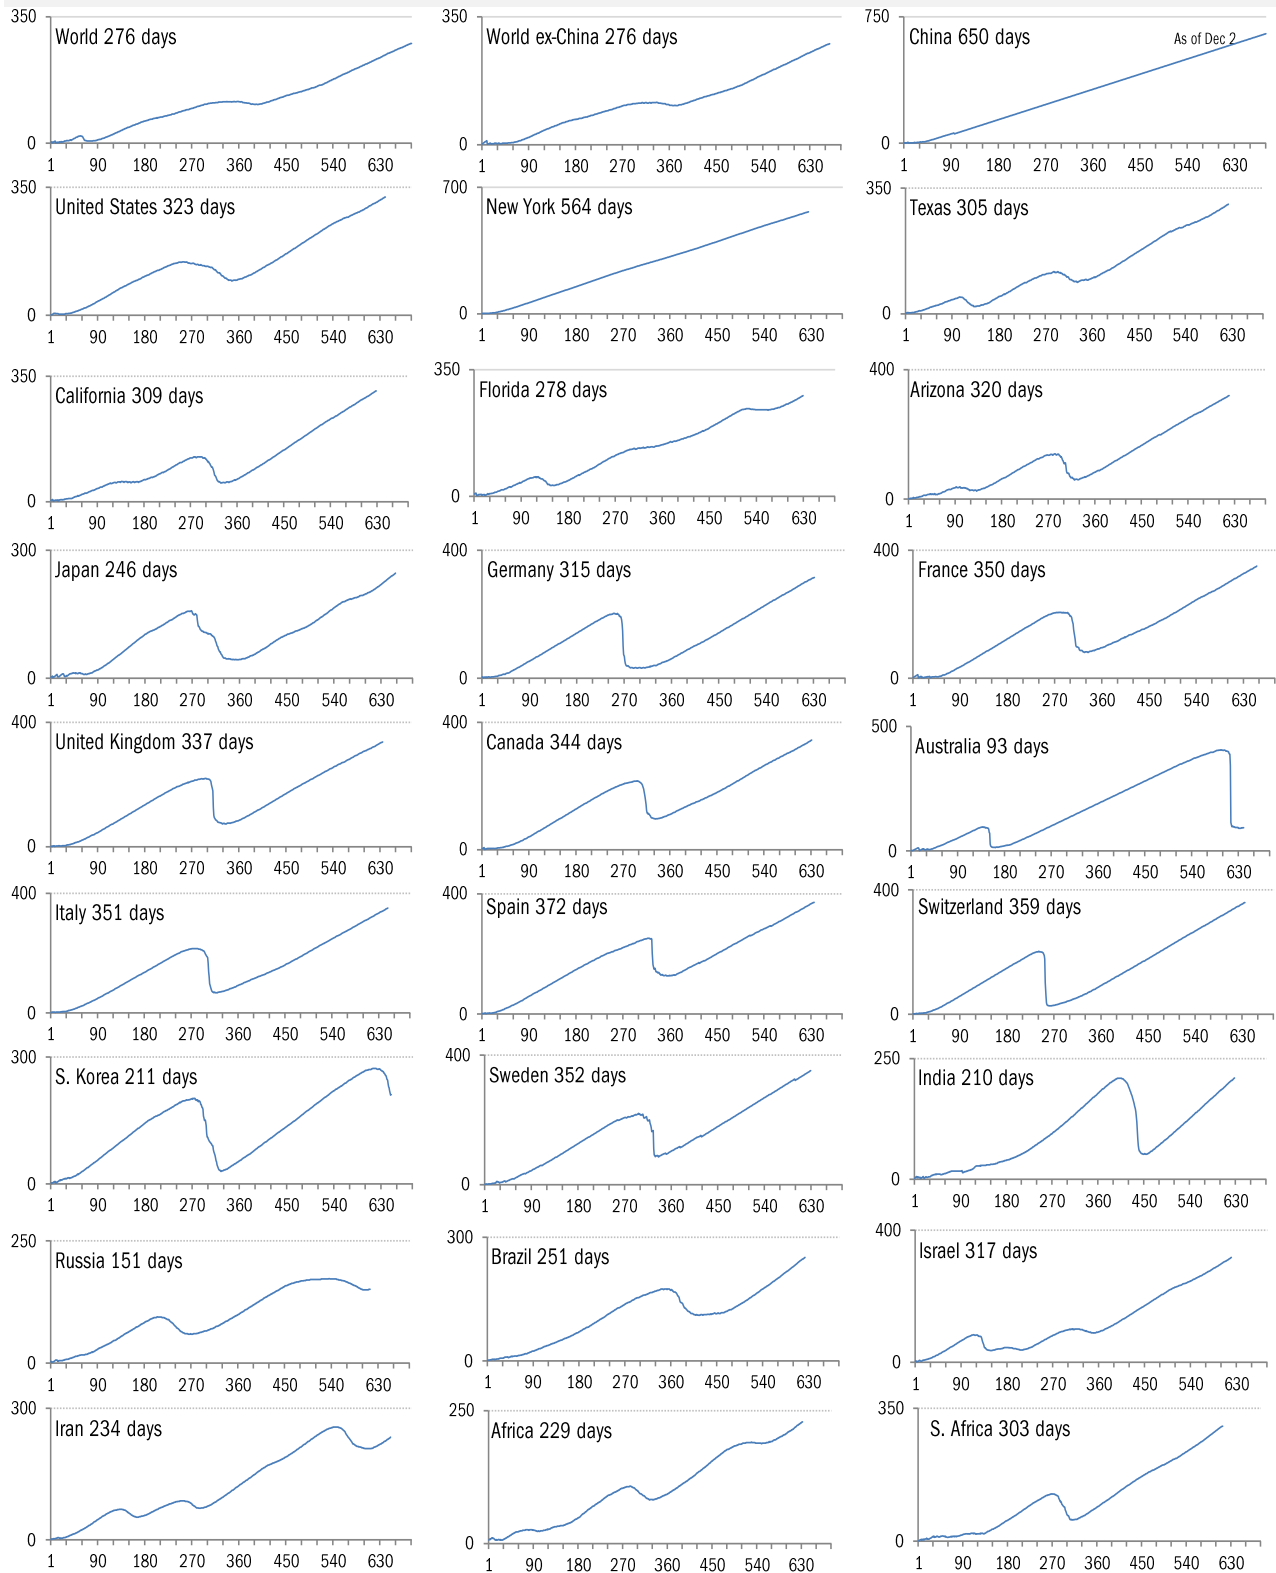 350
World 276 days
0
1 90 180 270 360 450 540 630
350
World ex-China 276 days
0
1 90 180 270 360 450 540 630
750
China 650 days
As of Dec 2
0
1 90 180 270 360 450 540 630
350
United States 323 days
0
1 90 180 270 360 450 540 630
700
New York 564 days
0
1 90 180 270 360 450 540 630
350
Texas 305 days
0
1 90 180 270 360 450 540 630
350
California 309 days
0
1 90 180 270 360 450 540 630
350
Florida 278 days
0
1 90 180 270 360 450 540 630
400
Arizona 320 days
0
1 90 180 270 360 450 540 630
300
Japan 246 days
0
1 90 180 270 360 450 540 630
400
Germany 315 days
0
1 90 180 270 360 450 540 630
400
France 350 days
0
1 90 180 270 360 450 540 630
400
United Kingdom 337 days
0
1 90 180 270 360 450 540 630
400
Canada 344 days
0
1 90 180 270 360 450 540 630
500
Australia 93 days
0
1 90 180 270 360 450 540 630
400
Italy 351 days
0
1 90 180 270 360 450 540 630
400
Spain 372 days
0
1 90 180 270 360 450 540 630
400
Switzerland 359 days
0
1 90 180 270 360 450 540 630
300
S. Korea 211 days
0
1 90 180 270 360 450 540 630
400
Sweden 352 days
0
1 90 180 270 360 450 540 630
250
India 210 days
0
1 90 180 270 360 450 540 630
250
Russia 151 days
0
1 90 180 270 360 450 540 630
300
Brazil 251 days
0
1 90 180 270 360 450 540 630
400
Israel 317 days
0
1 90 180 270 360 450 540 630
300
Iran 234 days
0
1 90 180 270 360 450 540 630
250
Africa 229 days
0
1 90 180 270 360 450 540 630
350
S. Africa 303 days
0
1 90 180 270 360 450 540 630